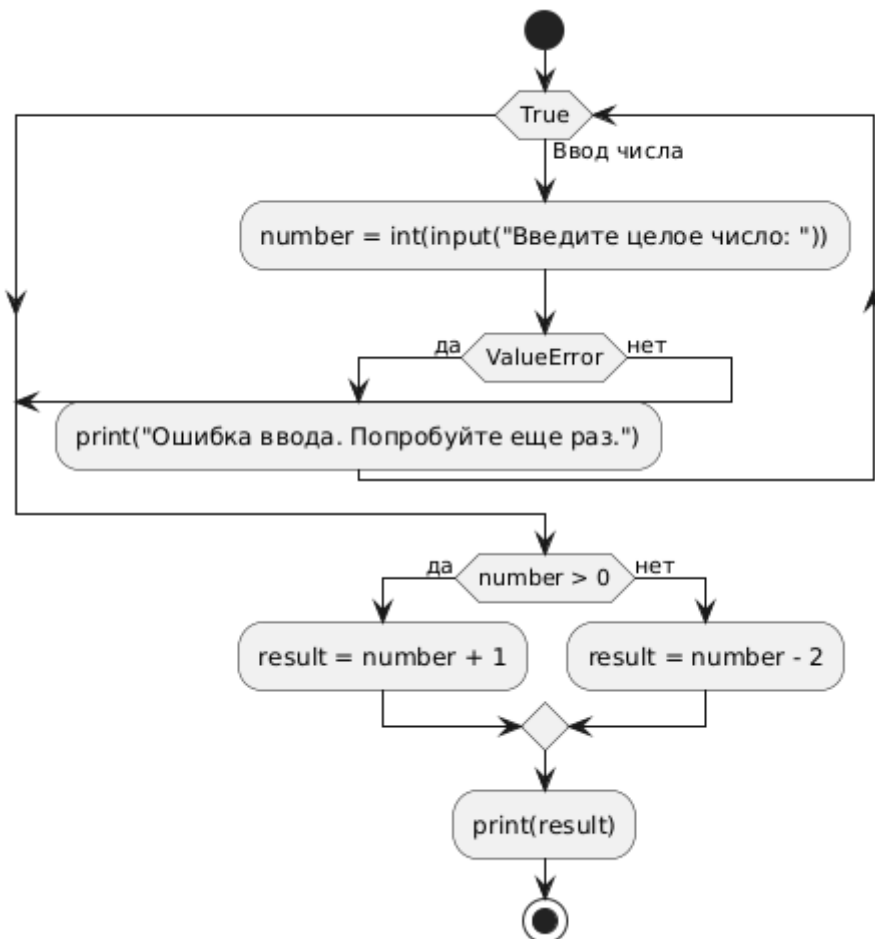 True
Ввод числа
number = int(input("Введите целое число: "))
да
ValueError
нет
print("Ошибка ввода. Попробуйте еще раз.")
да
number > 0
нет
result = number + 1
result = number - 2
print(result)